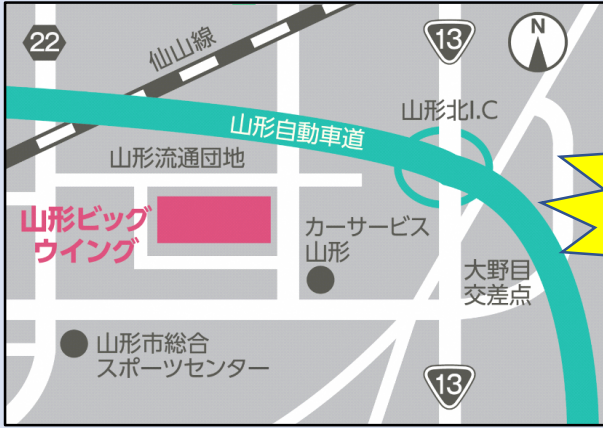 22
仙山線
13
N
山形北I.C
山形自動車道
山形流通団地
山形ビッグ
ウイング
カーサービス
山形
大野目
交差点
山形市総合
スポーツセンター
13